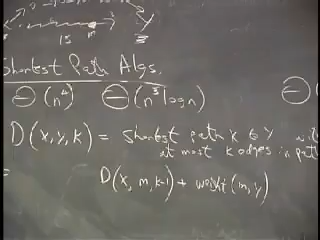 Y
15 m
Shortest Path Algs.
Θ(n⁴) Θ(n³logn) Θ(
D(x,y,k) = shortest path x to y
at most k edges in path
= D(x, m, k-1) + weight(m, y)